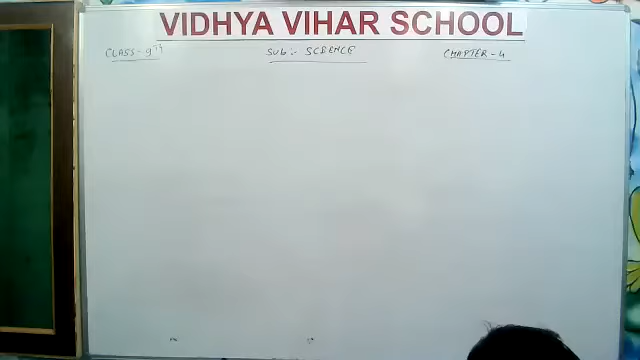 VIDHYA VIHAR SCHOOL
CLASS - 9TH SUB :- SCIENCE CHAPTER - 4